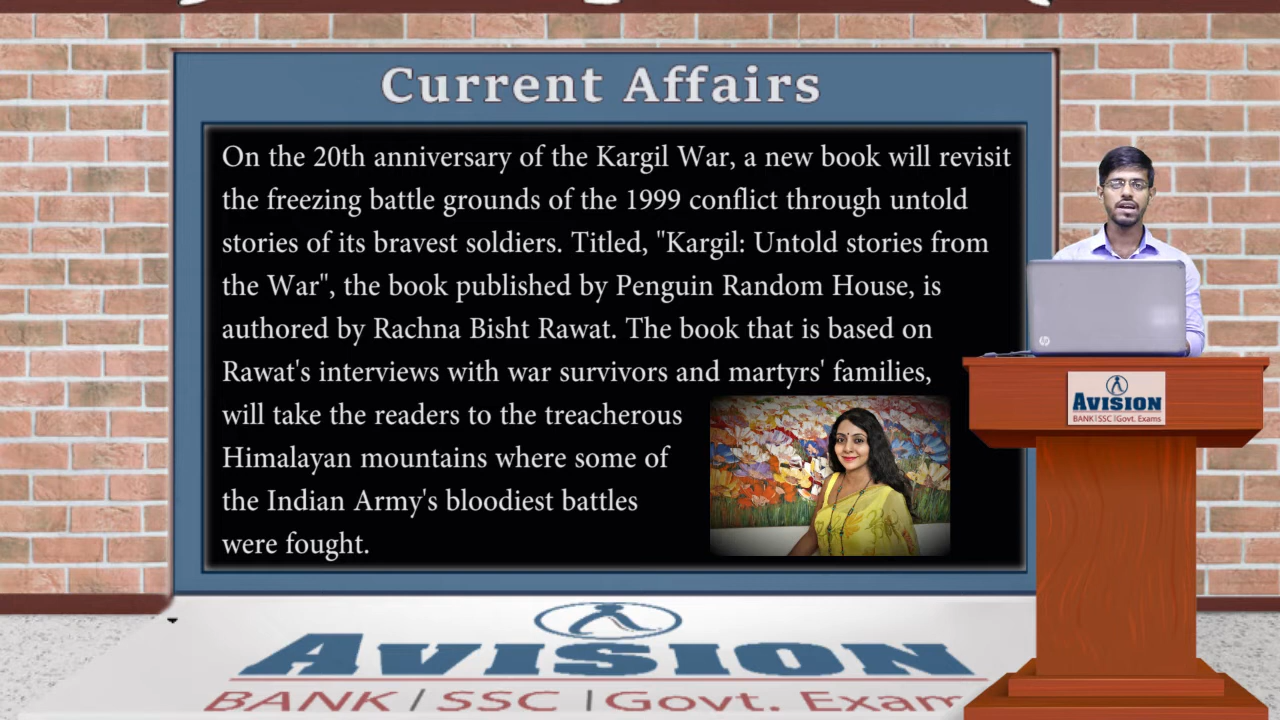 Current Affairs
On the 20th anniversary of the Kargil War, a new book will revisit
the freezing battle grounds of the 1999 conflict through untold
stories of its bravest soldiers. Titled, "Kargil: Untold stories from
the War", the book published by Penguin Random House, is
authored by Rachna Bisht Rawat. The book that is based on
Rawat's interviews with war survivors and martyrs' families,
will take the readers to the treacherous
Himalayan mountains where some of
the Indian Army's bloodiest battles
were fought.
hp
AVISION
BANK|SSC|Govt. Exams
AVISION
BANK|SSC|Govt. Exam